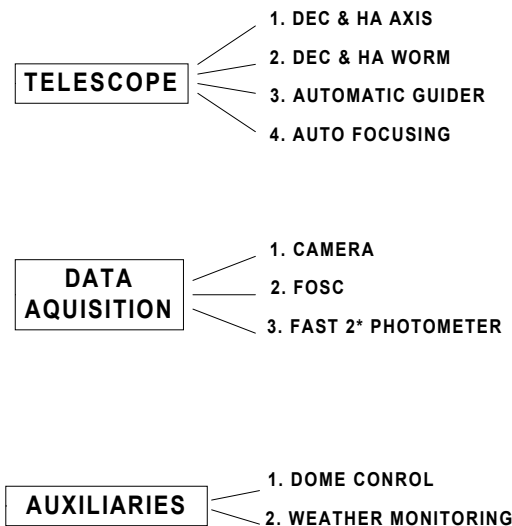 1. DEC & HA AXIS
2. DEC & HA WORM
TELESCOPE
3. AUTOMATIC GUIDER
4. AUTO FOCUSING
1. CAMERA
DATA
AQUISITION
2. FOSC
3. FAST 2* PHOTOMETER
1. DOME CONROL
AUXILIARIES
2. WEATHER MONITORING